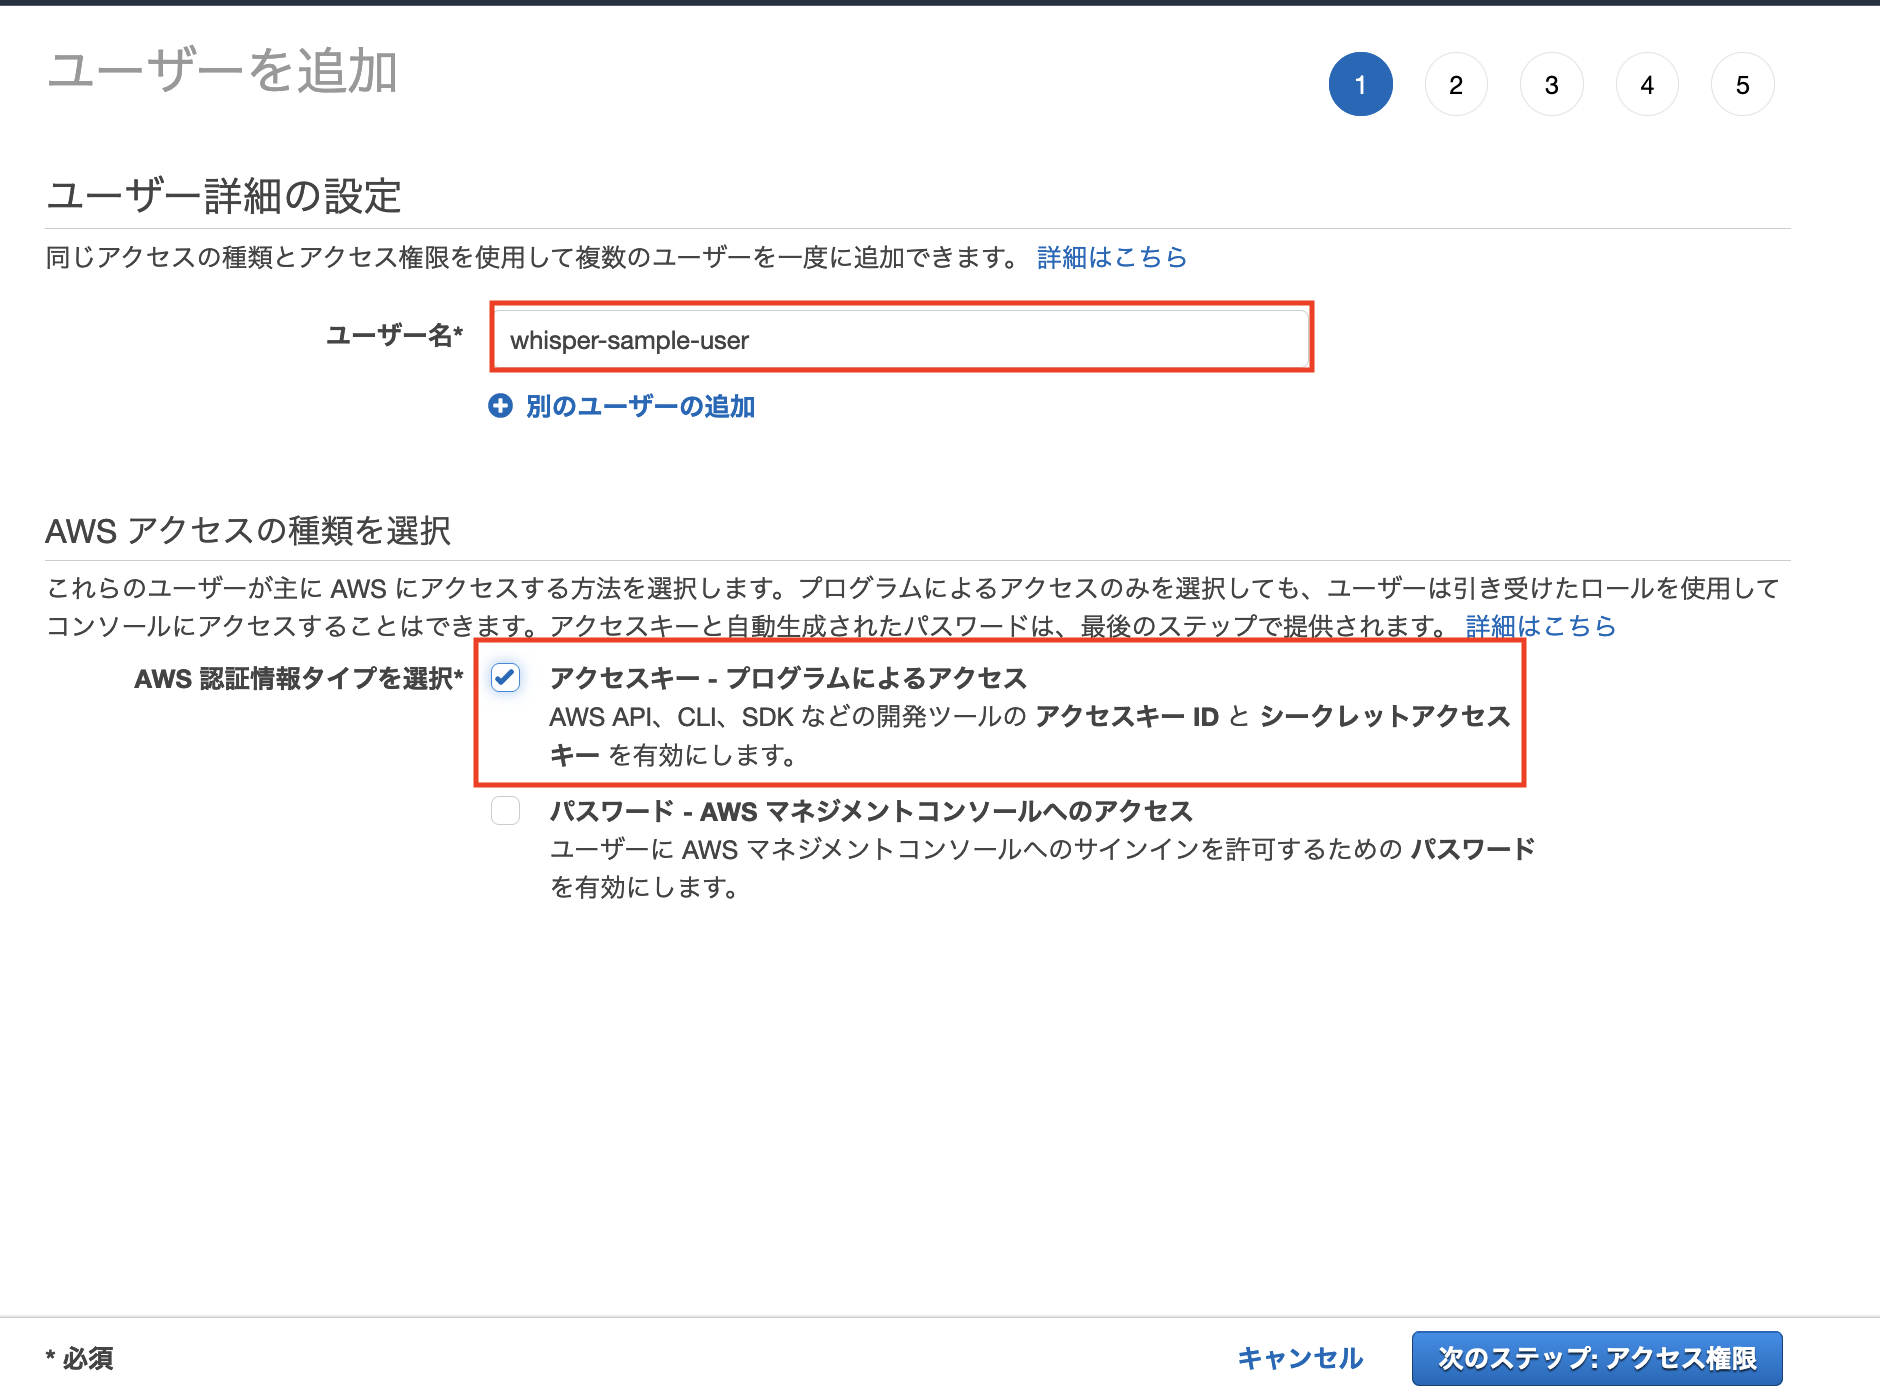 ユーザーを追加
1 2 3 4 5
ユーザー詳細の設定
同じアクセスの種類とアクセス権限を使用して複数のユーザーを一度に追加できます。 詳細はこちら
ユーザー名* whisper-sample-user
別のユーザーの追加
AWS アクセスの種類を選択
これらのユーザーが主に AWS にアクセスする方法を選択します。プログラムによるアクセスのみを選択しても、ユーザーは引き受けたロールを使用して
コンソールにアクセスすることはできます。アクセスキーと自動生成されたパスワードは、最後のステップで提供されます。 詳細はこちら
AWS 認証情報タイプを選択* アクセスキー - プログラムによるアクセス
AWS API、CLI、SDK などの開発ツールの アクセスキー ID と シークレットアクセス
キー を有効にします。
パスワード - AWS マネジメントコンソールへのアクセス
ユーザーに AWS マネジメントコンソールへのサインインを許可するための パスワード
を有効にします。
* 必須 キャンセル 次のステップ: アクセス権限